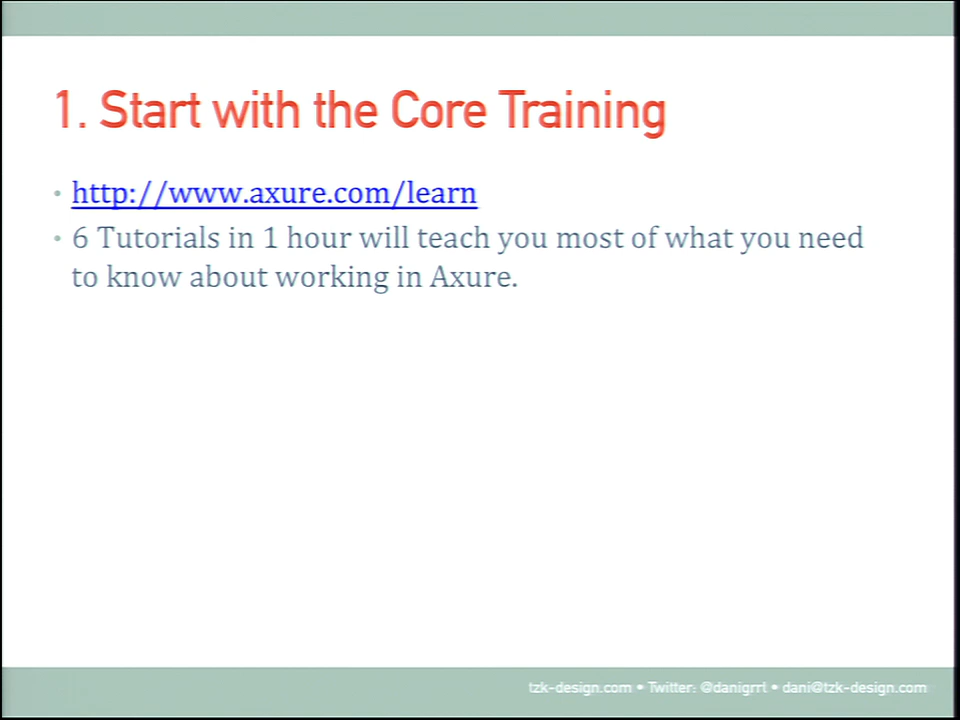 1. Start with the Core Training
• http://www.axure.com/learn
• 6 Tutorials in 1 hour will teach you most of what you need
to know about working in Axure.
tzk-design.com • Twitter: @danigrrl • dani@tzk-design.com